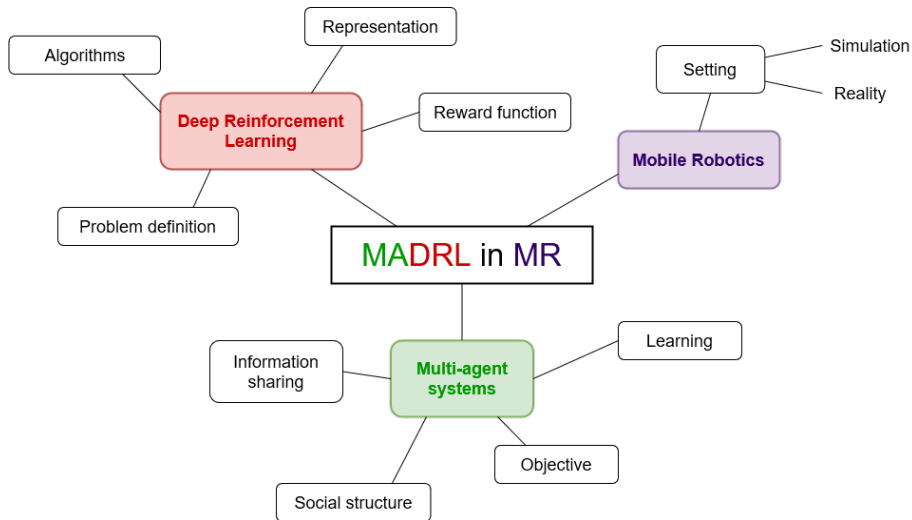 Representation
Algorithms
Simulation
Setting
Reality
Deep Reinforcement
Learning
Reward function
Mobile Robotics
Problem definition
MADRL in MR
Learning
Information
sharing
Multi-agent
systems
Objective
Social structure